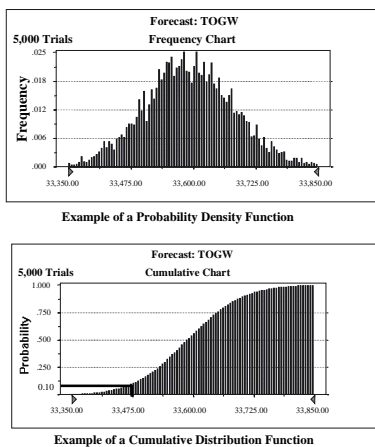 Forecast: TOGW
5,000 Trials Frequency Chart
Frequency
.025
.018
.012
.006
.000
33,350.00 33,475.00 33,600.00 33,725.00 33,850.00
Example of a Probability Density Function
Forecast: TOGW
5,000 Trials Cumulative Chart
Probability
1.000
.750
.500
.250
0.10
33,350.00 33,475.00 33,600.00 33,725.00 33,850.00
Example of a Cumulative Distribution Function